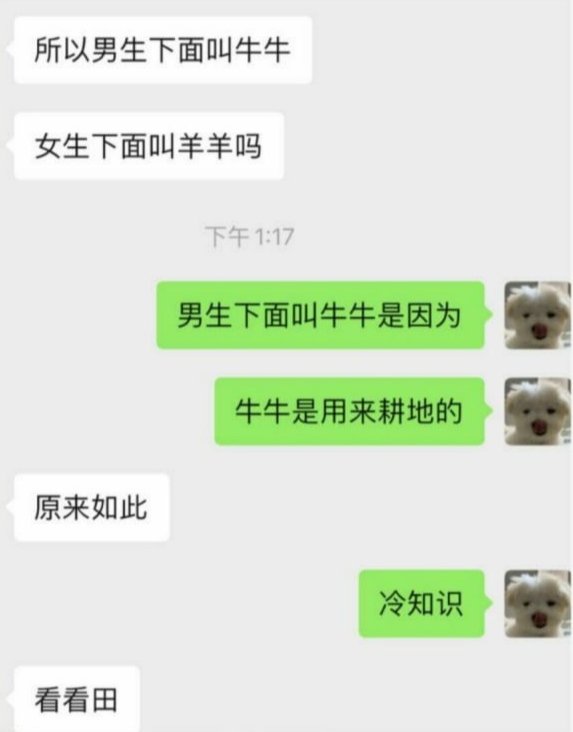 所以男生下面叫牛牛
女生下面叫羊羊吗
下午 1:17
男生下面叫牛牛是因为
牛牛是用来耕地的
原来如此
冷知识
看看田